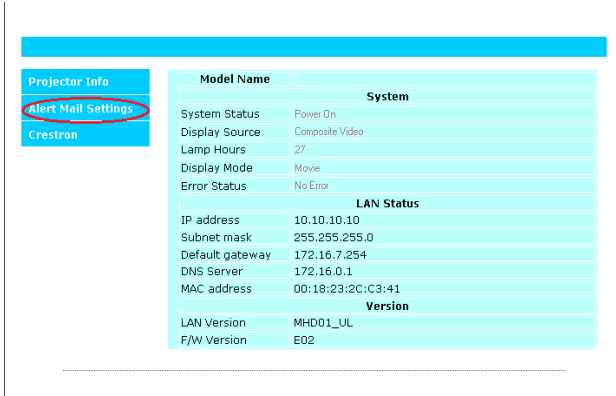 Projector Info
Alert Mail Settings
Crestron
Model Name
System
System Status Power On
Display Source Composite Video
Lamp Hours 27
Display Mode Movie
Error Status No Error
LAN Status
IP address 10.10.10.10
Subnet mask 255.255.255.0
Default gateway 172.16.7.254
DNS Server 172.16.0.1
MAC address 00:18:23:2C:C3:41
Version
LAN Version MHD01_UL
F/W Version E02